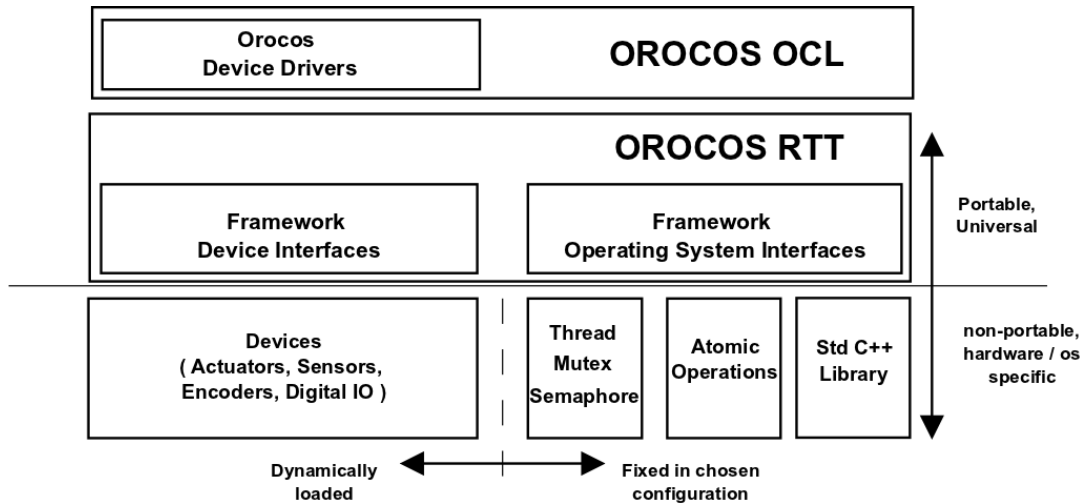 Orocos
Device Drivers
OROCOS OCL
OROCOS RTT
Framework
Device Interfaces
Framework
Operating System Interfaces
Portable,
Universal
Devices
( Actuators, Sensors,
Encoders, Digital IO )
Thread
Mutex
Semaphore
Atomic
Operations
Std C++
Library
non-portable,
hardware / os
specific
Dynamically
loaded
Fixed in chosen
configuration